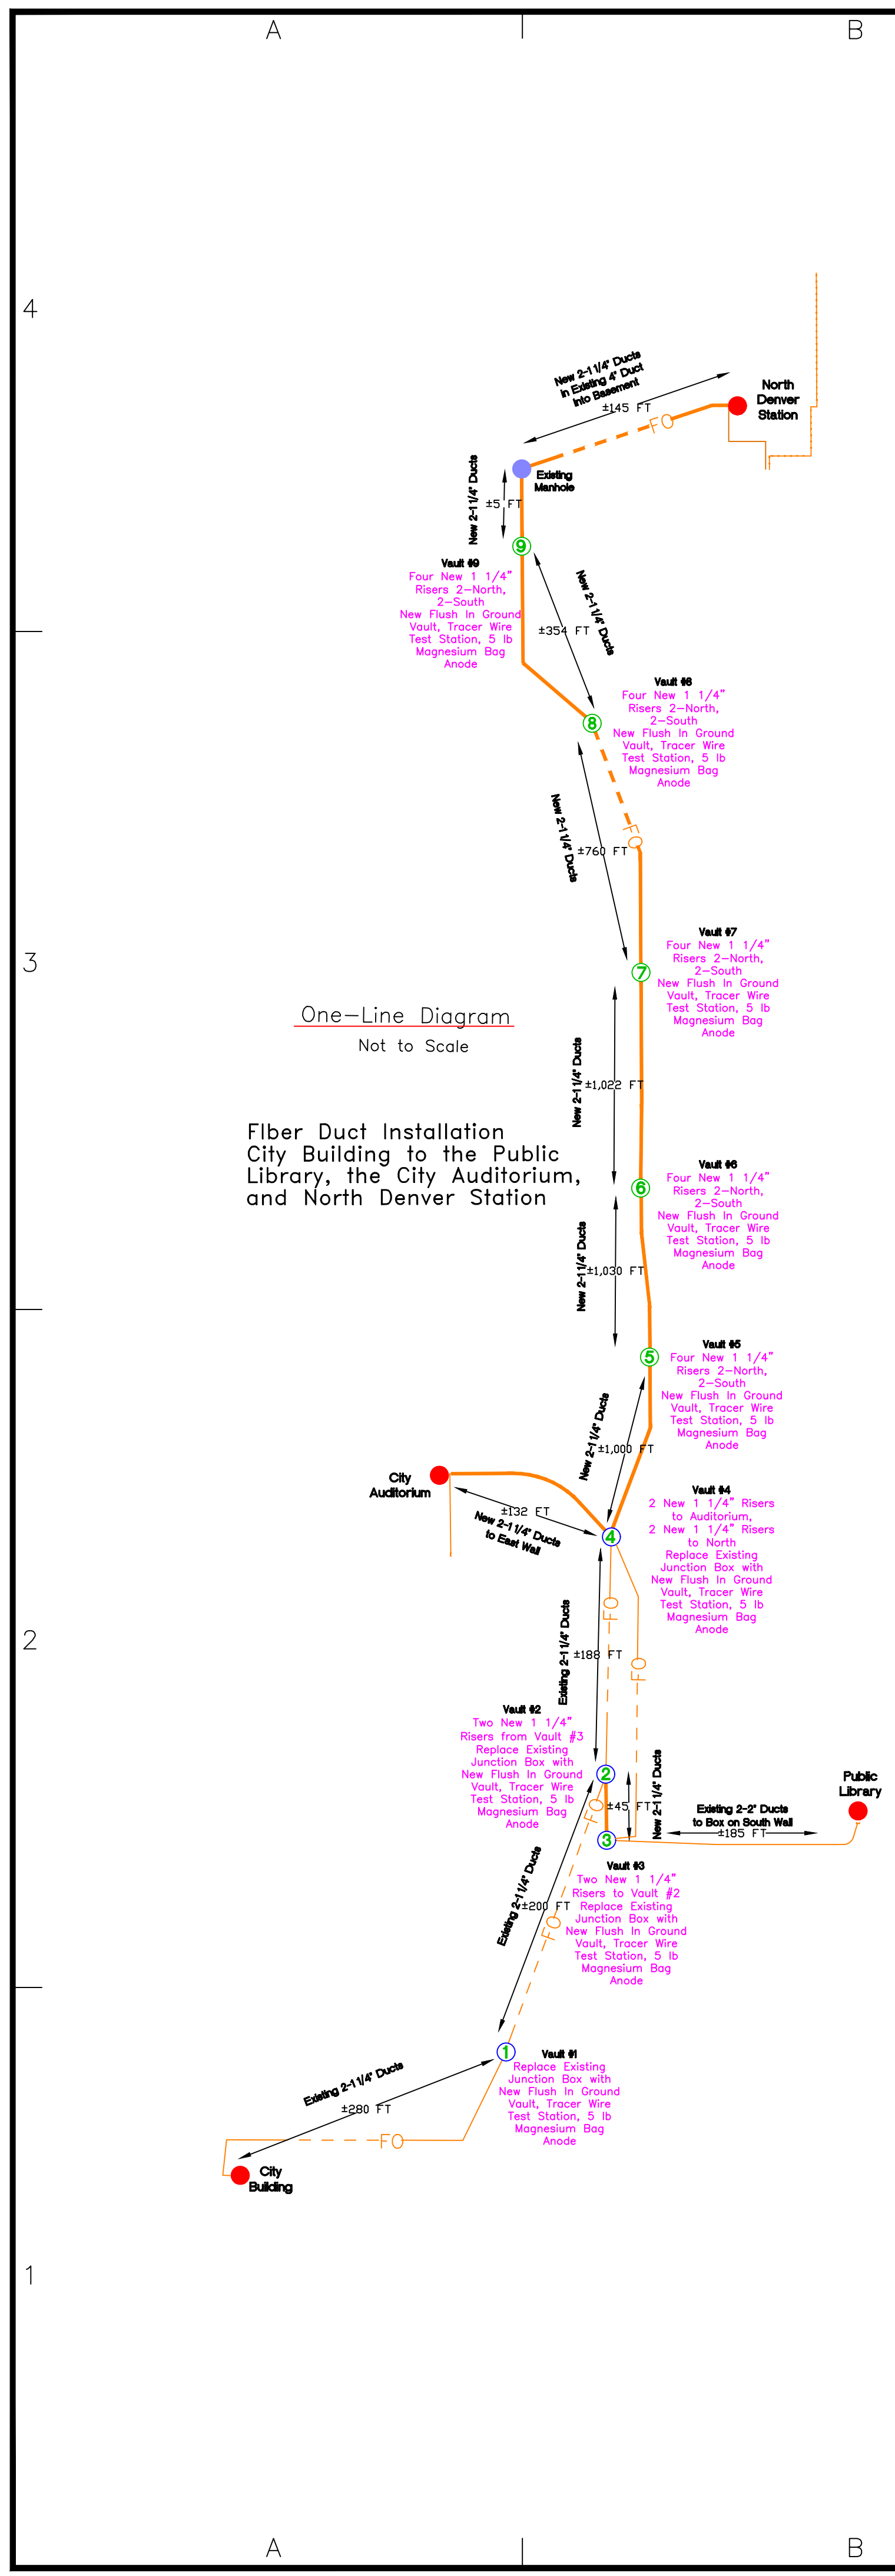 A
B
4
New 2-1 1/4" Ducts
in Existing 4" Duct
into Basement
±145 FT
North
Denver
Station
FO
Existing
Manhole
New 2-1 1/4" Ducts
±5 FT
9
Vault #9
Four New 1 1/4"
Risers 2-North,
2-South
New Flush In Ground
Vault, Tracer Wire
Test Station, 5 lb
Magnesium Bag
Anode
New 2-1 1/4" Ducts
±354 FT
8
Vault #8
Four New 1 1/4"
Risers 2-North,
2-South
New Flush In Ground
Vault, Tracer Wire
Test Station, 5 lb
Magnesium Bag
Anode
New 2-1 1/4" Ducts
±760 FT
FO
3
7
Vault #7
Four New 1 1/4"
Risers 2-North,
2-South
New Flush In Ground
Vault, Tracer Wire
Test Station, 5 lb
Magnesium Bag
Anode
One-Line Diagram
Not to Scale
New 2-1 1/4" Ducts
±1,022 FT
FIber Duct Installation
City Building to the Public
Library, the City Auditorium,
and North Denver Station
6
Vault #6
Four New 1 1/4"
Risers 2-North,
2-South
New Flush In Ground
Vault, Tracer Wire
Test Station, 5 lb
Magnesium Bag
Anode
New 2-1 1/4" Ducts
±1,030 FT
5
Vault #5
Four New 1 1/4"
Risers 2-North,
2-South
New Flush In Ground
Vault, Tracer Wire
Test Station, 5 lb
Magnesium Bag
Anode
New 2-1 1/4" Ducts
±1,000 FT
City
Auditorium
±132 FT
New 2-1 1/4" Ducts
to East Wall
4
Vault #4
2 New 1 1/4" Risers
to Auditorium,
2 New 1 1/4" Risers
to North
Replace Existing
Junction Box with
New Flush In Ground
Vault, Tracer Wire
Test Station, 5 lb
Magnesium Bag
Anode
2
FO
FO
Existing 2-1 1/4" Ducts
±188 FT
Vault #2
Two New 1 1/4"
Risers from Vault #3
Replace Existing
Junction Box with
New Flush In Ground
Vault, Tracer Wire
Test Station, 5 lb
Magnesium Bag
Anode
2
FO
±45 FT
New 2-1 1/4" Ducts
3
Existing 2-2" Ducts
to Box on South Wall
±185 FT
Public
Library
Vault #3
Two New 1 1/4"
Risers to Vault #2
Replace Existing
Junction Box with
New Flush In Ground
Vault, Tracer Wire
Test Station, 5 lb
Magnesium Bag
Anode
Existing 2-1 1/4" Ducts
±200 FT
FO
1
Vault #1
Replace Existing
Junction Box with
New Flush In Ground
Vault, Tracer Wire
Test Station, 5 lb
Magnesium Bag
Anode
Existing 2-1 1/4" Ducts
±280 FT
FO
City
Building
1
A
B